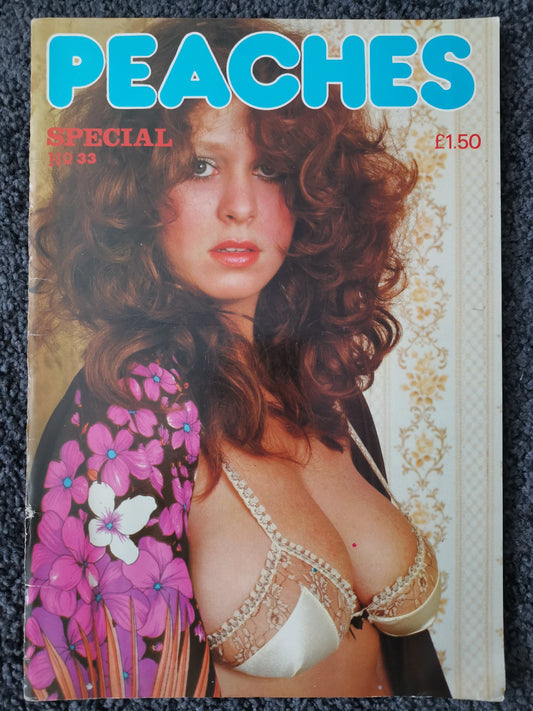 PEACHES
SPECIAL
£1.50
NO 33